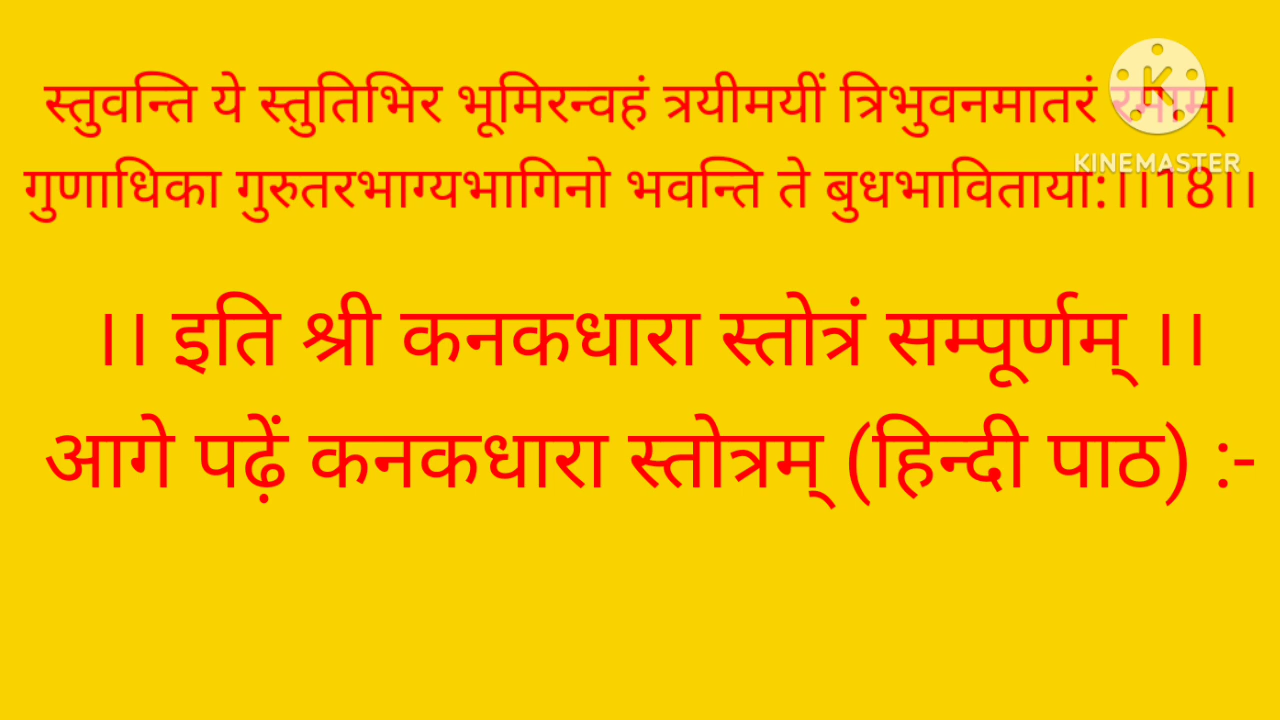 स्तुवन्ति ये स्तुतिभिर भूमिरन्वहं त्रयीमयीं त्रिभुवनमातरं रमाम्।
गुणाधिका गुरुतरभाग्यभागिनो भवन्ति ते बुधभाविताया:।।18।।
।। इति श्री कनकधारा स्तोत्रं सम्पूर्णम् ।।
आगे पढ़ें कनकधारा स्तोत्रम् (हिन्दी पाठ) :-
K
KINEMASTER